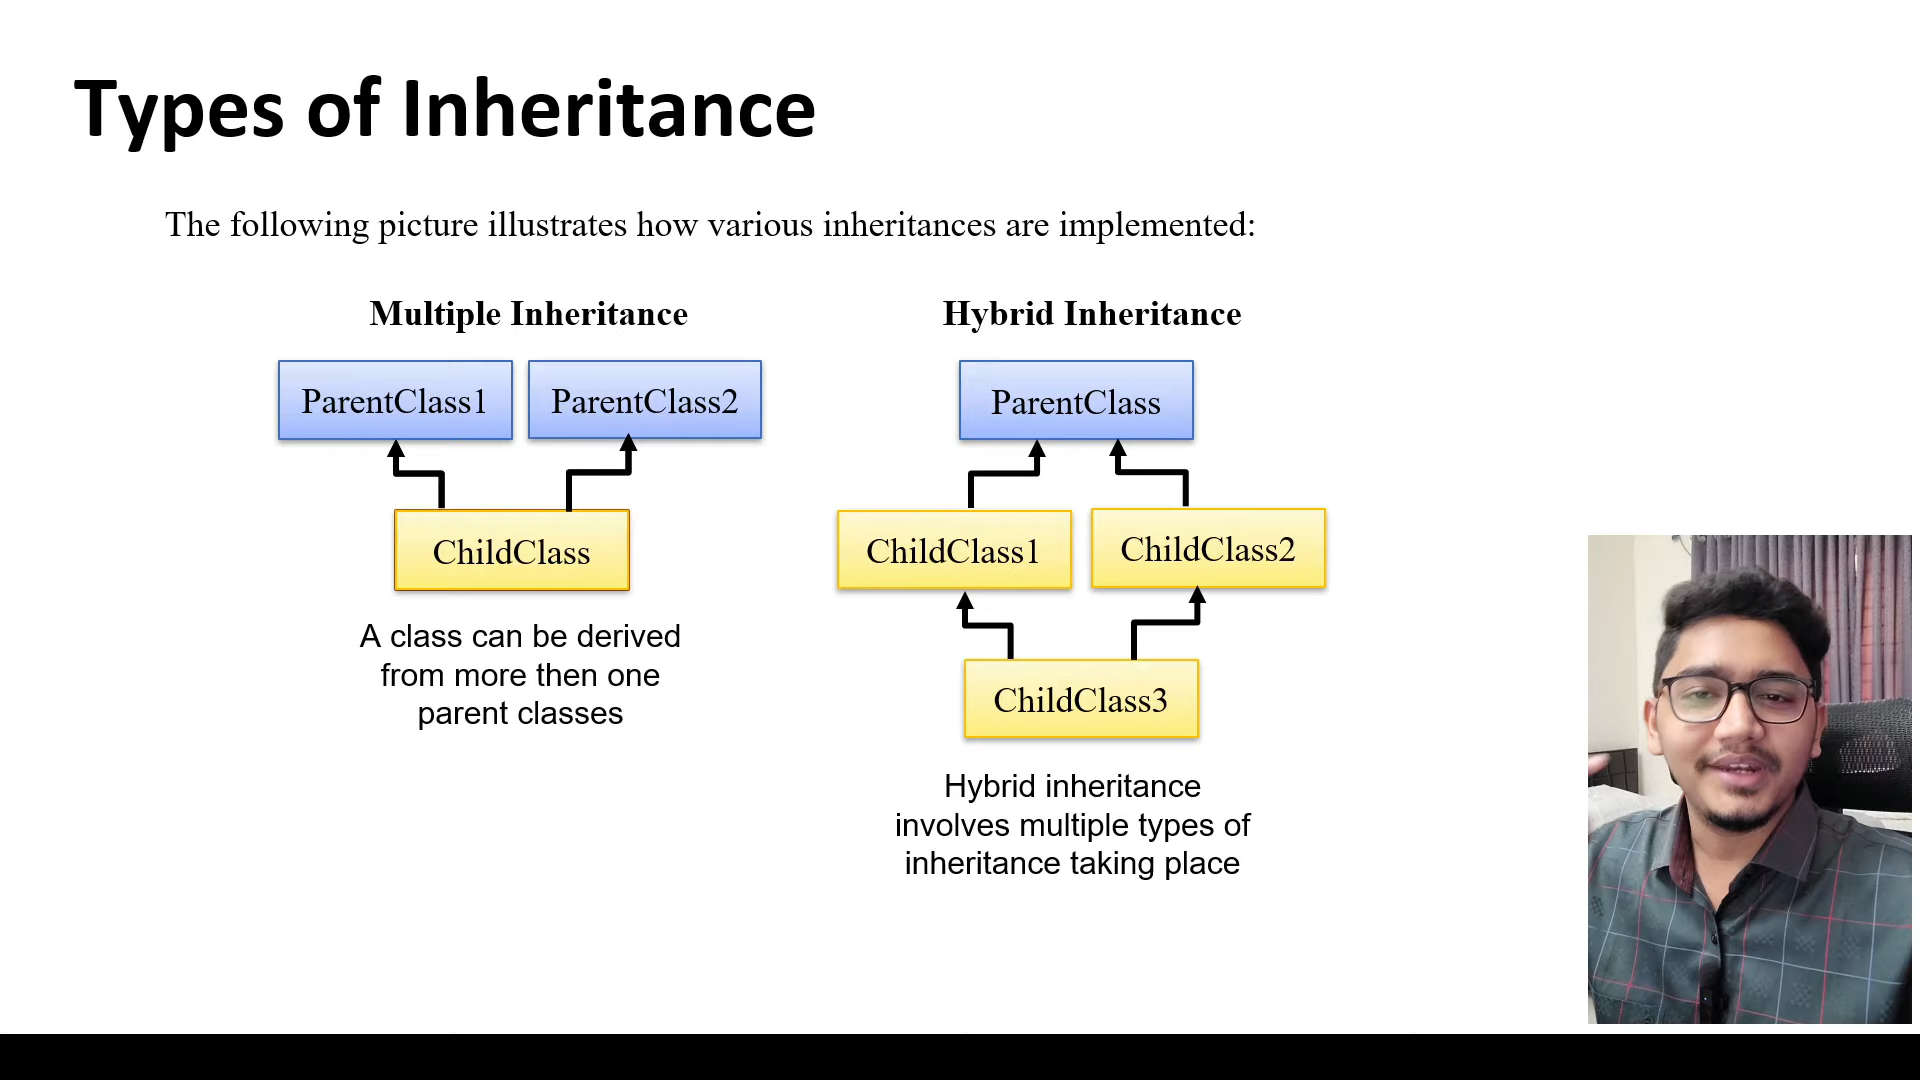 Types of Inheritance
The following picture illustrates how various inheritances are implemented:
Multiple Inheritance
ParentClass1
ParentClass2
ChildClass
A class can be derived
from more then one
parent classes
Hybrid Inheritance
ParentClass
ChildClass1
ChildClass2
ChildClass3
Hybrid inheritance
involves multiple types of
inheritance taking place